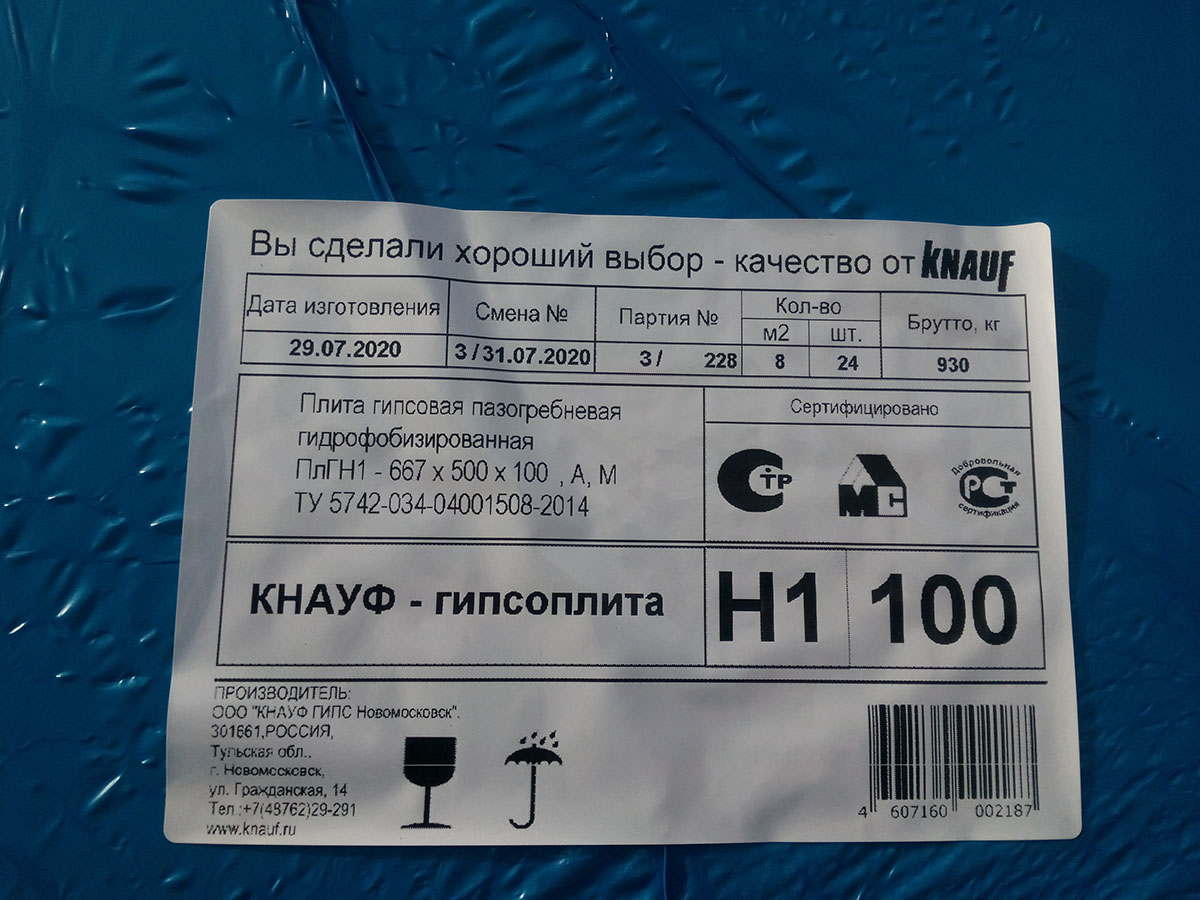 Вы сделали хороший выбор - качество от KNAUF
Дата изготовления Смена № Партия № Кол-во Брутто, кг
м2 шт.
29.07.2020 3 / 31.07.2020 3 / 228 8 24 930
Плита гипсовая пазогребневая
гидрофобизированная
ПлГН1 - 667 x 500 x 100 , А, М
ТУ 5742-034-04001508-2014
Сертифицировано
СТР
МС
Добровольная
РСТ
сертификация
КНАУФ - гипсоплита Н1 100
ПРОИЗВОДИТЕЛЬ:
ООО "КНАУФ ГИПС Новомосковск".
301661,РОССИЯ,
Тульская обл..
г. Новомосковск,
ул. Гражданская, 14
Тел.:+7(48762)29-291
www.knauf.ru
4 607160 002187